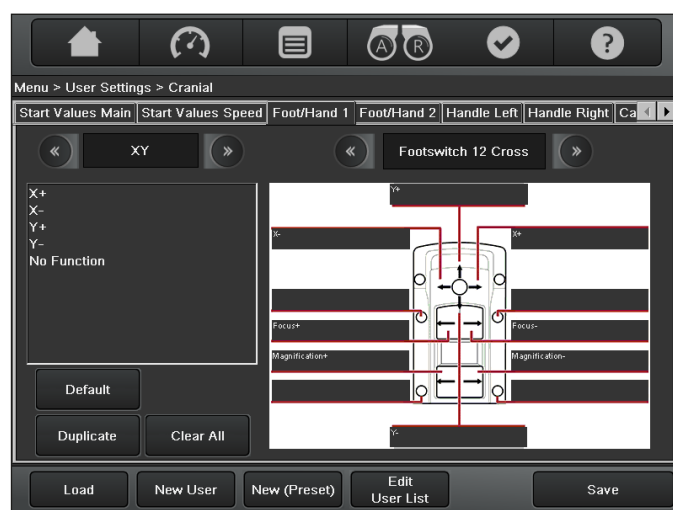 A R ?
Menu > User Settings > Cranial
Start Values Main Start Values Speed Foot/Hand 1 Foot/Hand 2 Handle Left Handle Right Ca
« XY » « Footswitch 12 Cross »
X+
X-
Y+
Y-
No Function
Y+
X- X+
Focus+ Focus-
Magnification+ Magnification-
Y-
Default
Duplicate Clear All
Load New User New (Preset) Edit User List Save